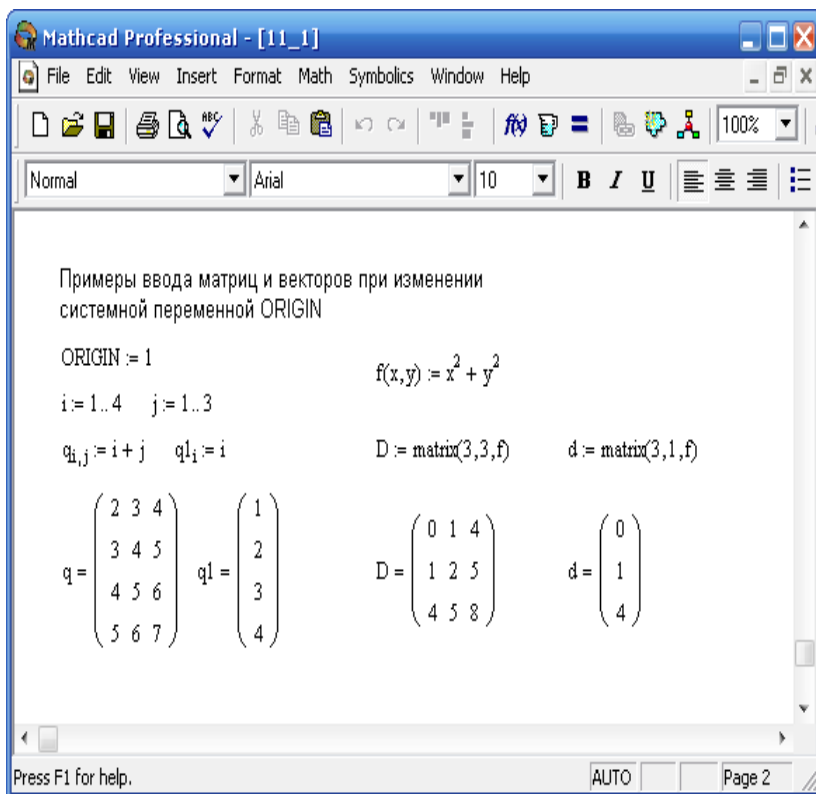 Mathcad Professional - [11_1]
File Edit View Insert Format Math Symbolics Window Help
ABC f(x) = 100%
Normal Arial 10 B I U
Примеры ввода матриц и векторов при изменении
системной переменной ORIGIN
ORIGIN := 1 f(x,y) := x² + y²
i := 1..4 j := 1..3
q_{i,j} := i + j q1_i := i D := matrix(3,3,f) d := matrix(3,1,f)
q = (2 3 4 / 3 4 5 / 4 5 6 / 5 6 7) q1 = (1 / 2 / 3 / 4) D = (0 1 4 / 1 2 5 / 4 5 8) d = (0 / 1 / 4)
Press F1 for help. AUTO Page 2